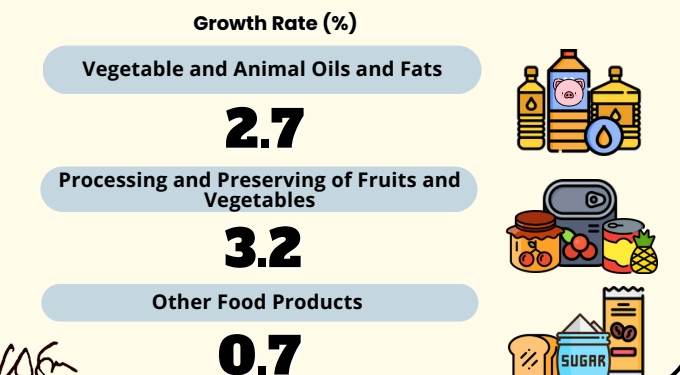 Growth Rate (%)
Vegetable and Animal Oils and Fats
2.7
Processing and Preserving of Fruits and
Vegetables
3.2
Other Food Products
0.7
SUGAR